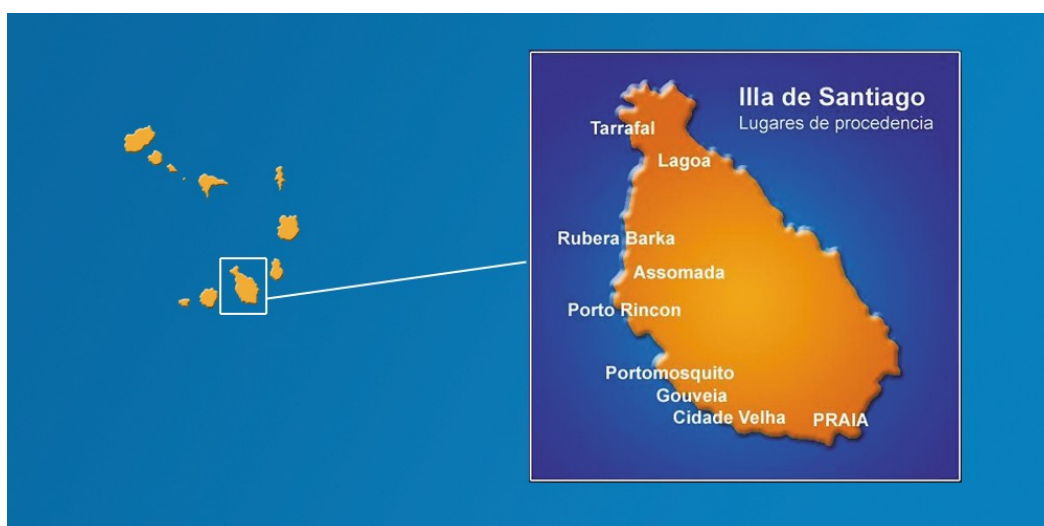 Illa de Santiago
Lugares de procedencia
Tarrafal
Lagoa
Rubera Barka
Assomada
Porto Rincon
Portomosquito
Gouveia
Cidade Velha
PRAIA